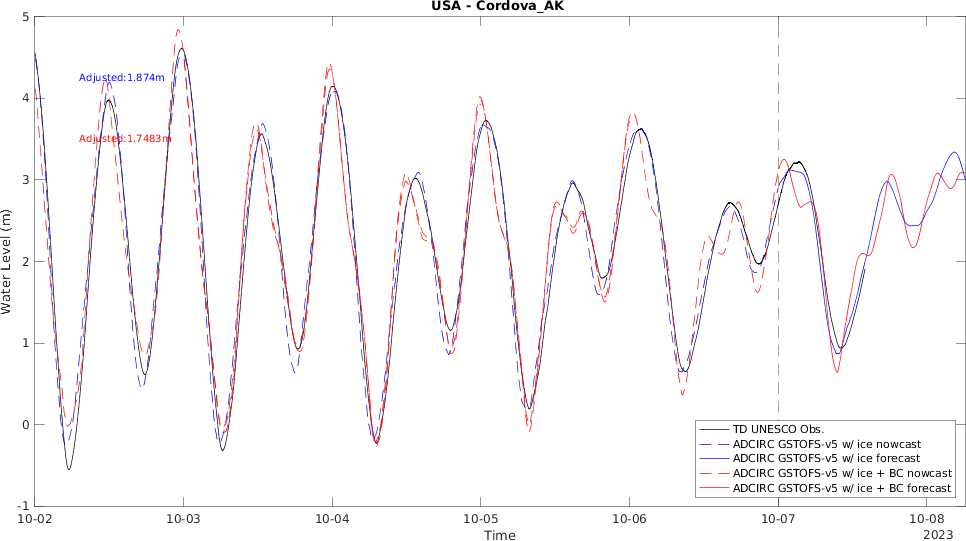 USA - Cordova_AK
5
4
3
2
1
0
-1
Water Level (m)
Adjusted:1.874m
Adjusted:1.7483m
TD UNESCO Obs.
ADCIRC GSTOFS-v5 w/ ice nowcast
ADCIRC GSTOFS-v5 w/ ice forecast
ADCIRC GSTOFS-v5 w/ ice + BC nowcast
ADCIRC GSTOFS-v5 w/ ice + BC forecast
10-02 10-03 10-04 10-05 10-06 10-07 10-08
Time
2023